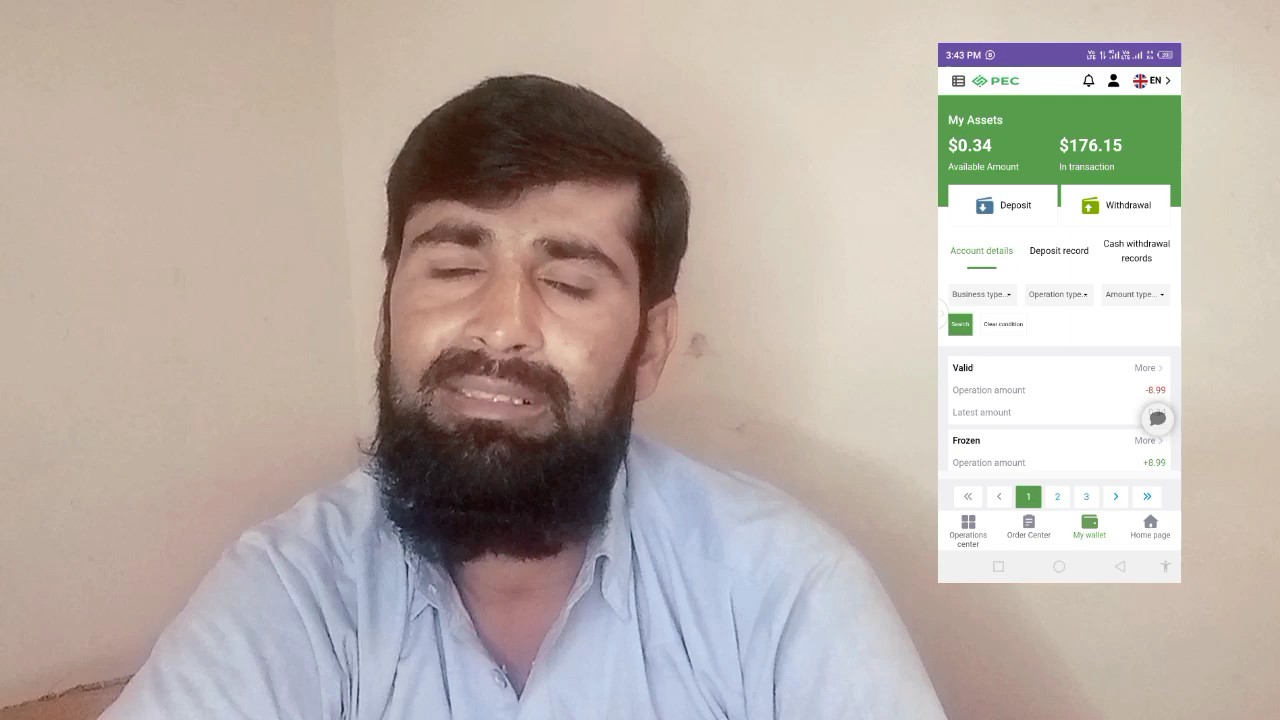 3:43 PM
PEC
EN
My Assets
$0.34
$176.15
Available Amount
In transaction
Deposit
Withdrawal
Account details
Deposit record
Cash withdrawal
records
Business type...
Operation type..
Amount type...
Search
Clear condition
Valid
More
Operation amount
-8.99
Latest amount
Frozen
More
Operation amount
+8.99
1
2
3
Operations
center
Order Center
My wallet
Home page